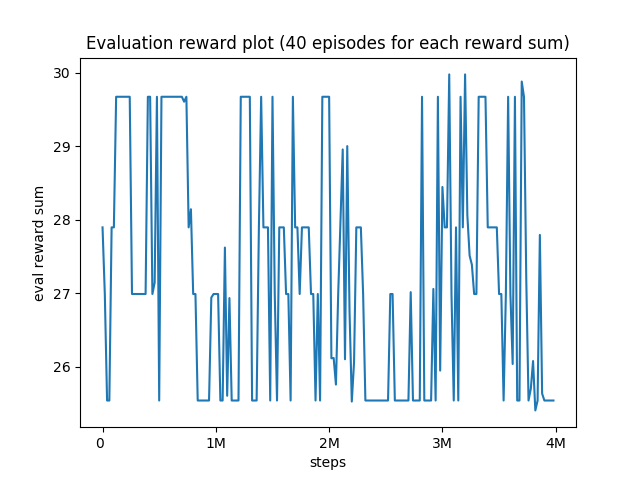 Evaluation reward plot (40 episodes for each reward sum)
30
29
28
27
26
eval reward sum
0 1M 2M 3M 4M
steps